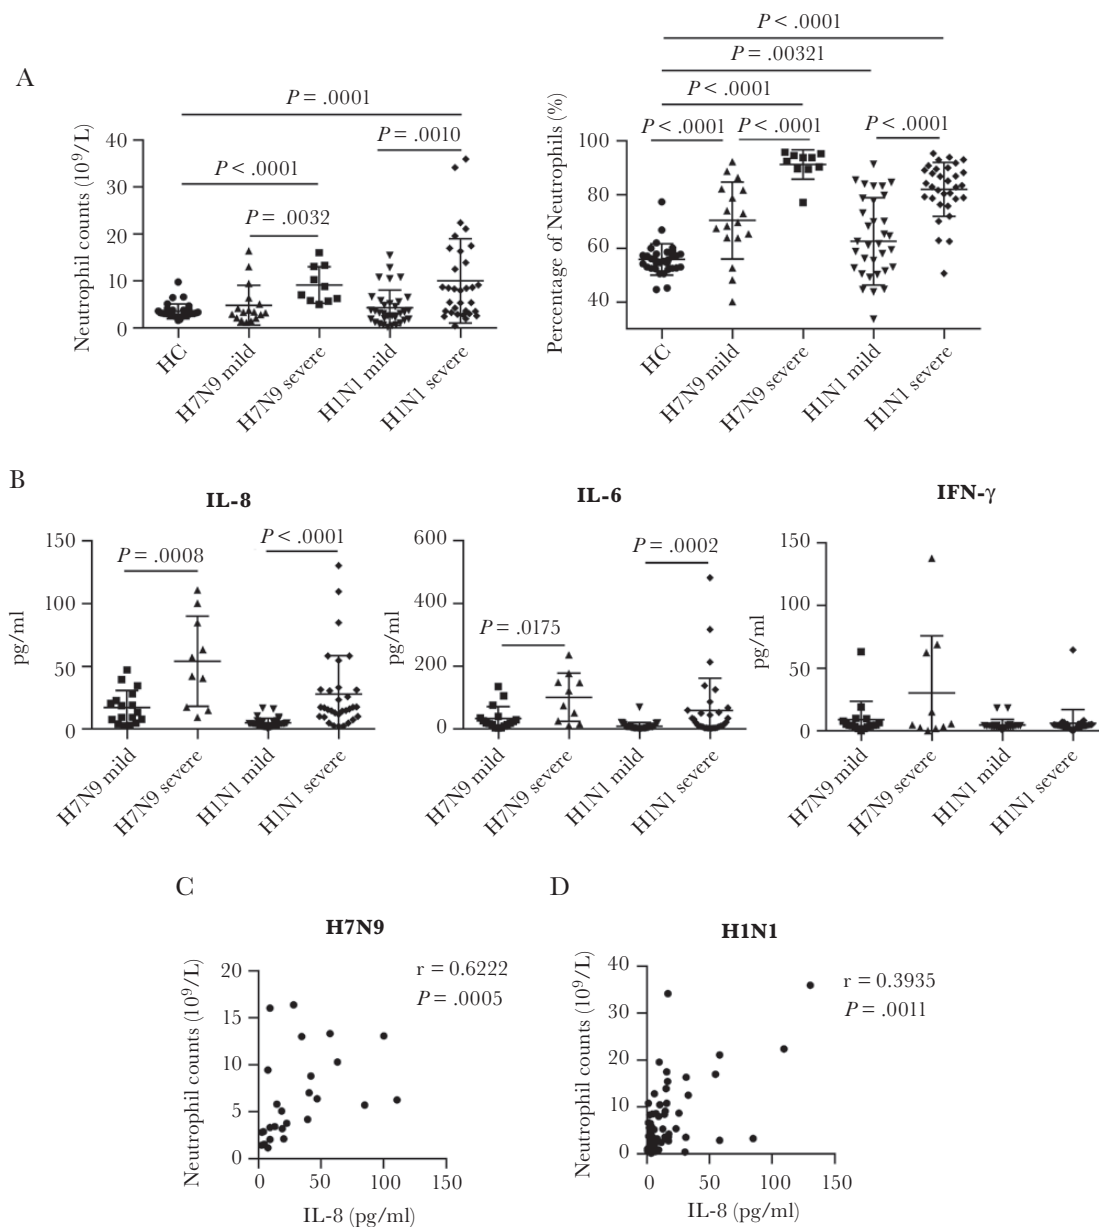 A
Neutrophil counts (10^9/L)
40
30
20
10
0
P = .0001
P = .0010
P < .0001
P = .0032
HC
H7N9 mild
H7N9 severe
H1N1 mild
H1N1 severe
Percentage of Neutrophils (%)
100
80
60
40
P < .0001
P = .00321
P < .0001
P < .0001
P < .0001
P < .0001
HC
H7N9 mild
H7N9 severe
H1N1 mild
H1N1 severe
B
IL-8
pg/ml
150
100
50
0
P = .0008
P < .0001
H7N9 mild
H7N9 severe
H1N1 mild
H1N1 severe
IL-6
pg/ml
600
400
200
0
P = .0175
P = .0002
H7N9 mild
H7N9 severe
H1N1 mild
H1N1 severe
IFN-γ
pg/ml
150
100
50
0
H7N9 mild
H7N9 severe
H1N1 mild
H1N1 severe
C
H7N9
Neutrophil counts (10^9/L)
20
15
10
5
0
r = 0.6222
P = .0005
0 50 100 150
IL-8 (pg/ml)
D
H1N1
Neutrophil counts (10^9/L)
40
30
20
10
0
r = 0.3935
P = .0011
0 50 100 150
IL-8 (pg/ml)